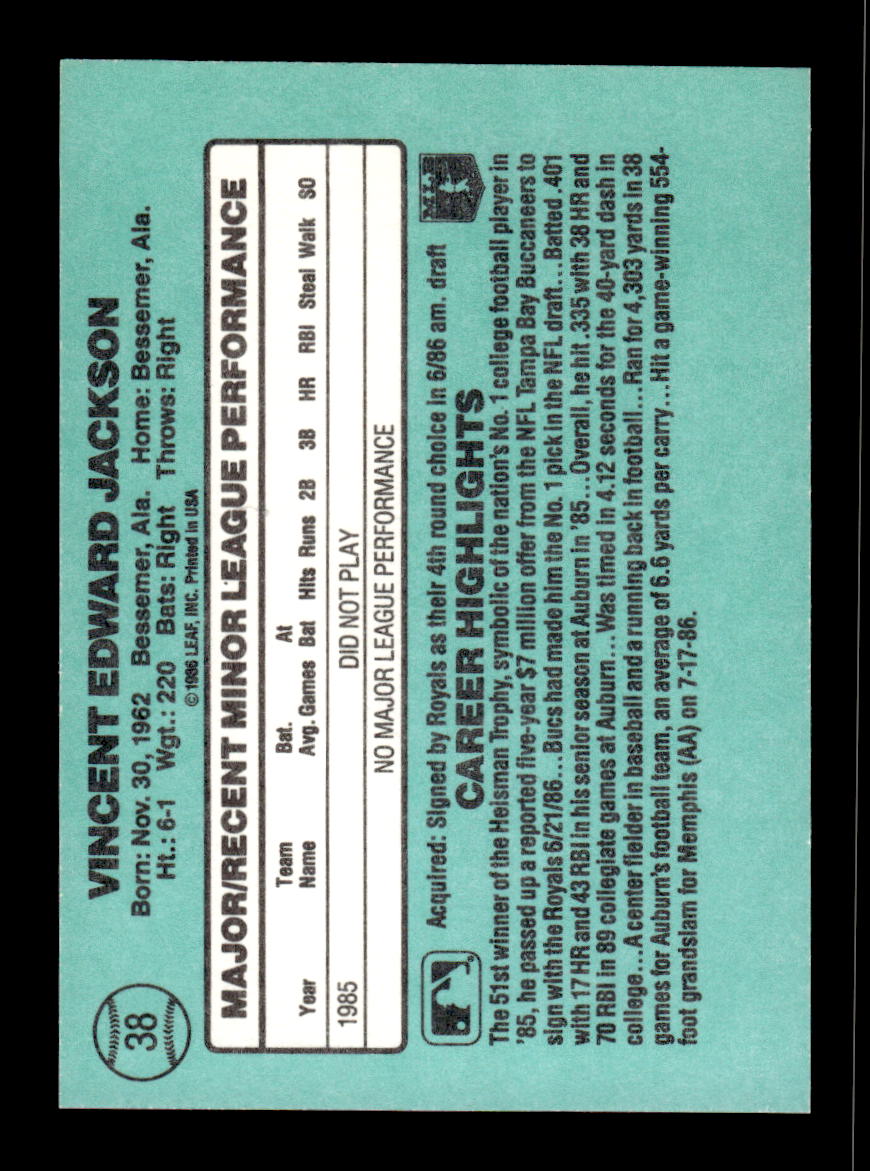 38
VINCENT EDWARD JACKSON
Born: Nov. 30, 1962 Bessemer, Ala. Home: Bessemer, Ala.
Ht.: 6-1 Wgt.: 220 Bats: Right Throws: Right
©1986 LEAF, INC. Printed in USA
MAJOR/RECENT MINOR LEAGUE PERFORMANCE
Team Bat. At
Year Name Avg. Games Bat Hits Runs 2B 3B HR RBI Steal Walk SO
1985 DID NOT PLAY
NO MAJOR LEAGUE PERFORMANCE
Acquired: Signed by Royals as their 4th round choice in 6/86 am. draft
MLB
CAREER HIGHLIGHTS
The 51st winner of the Heisman Trophy, symbolic of the nation's No. 1 college football player in
'85, he passed up a reported five-year $7 million offer from the NFL Tampa Bay Buccaneers to
sign with the Royals 6/21/86...Bucs had made him the No. 1 pick in the NFL draft...Batted .401
with 17 HR and 43 RBI in his senior season at Auburn in '85...Overall, he hit .335 with 38 HR and
70 RBI in 89 collegiate games at Auburn...Was timed in 4.12 seconds for the 40-yard dash in
college...A center fielder in baseball and a running back in football...Ran for 4,303 yards in 38
games for Auburn's football team, an average of 6.6 yards per carry...Hit a game-winning 554-
foot grandslam for Memphis (AA) on 7-17-86.